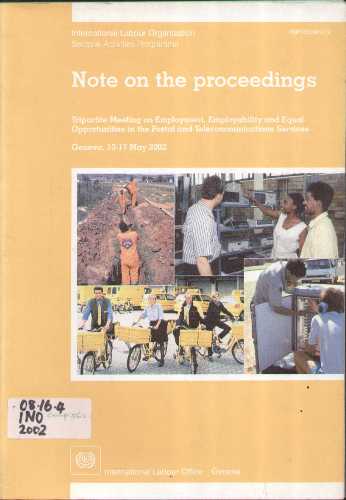 International Labour Organization
Sectoral Activities Programme
Note on the proceedings
Tripartite Meeting on Employment, Employability and Equal
Opportunities in the Postal and Telecommunications Services
Geneva, 13-17 May 2002
08.16.4
INO
2002
International Labour Office Geneva